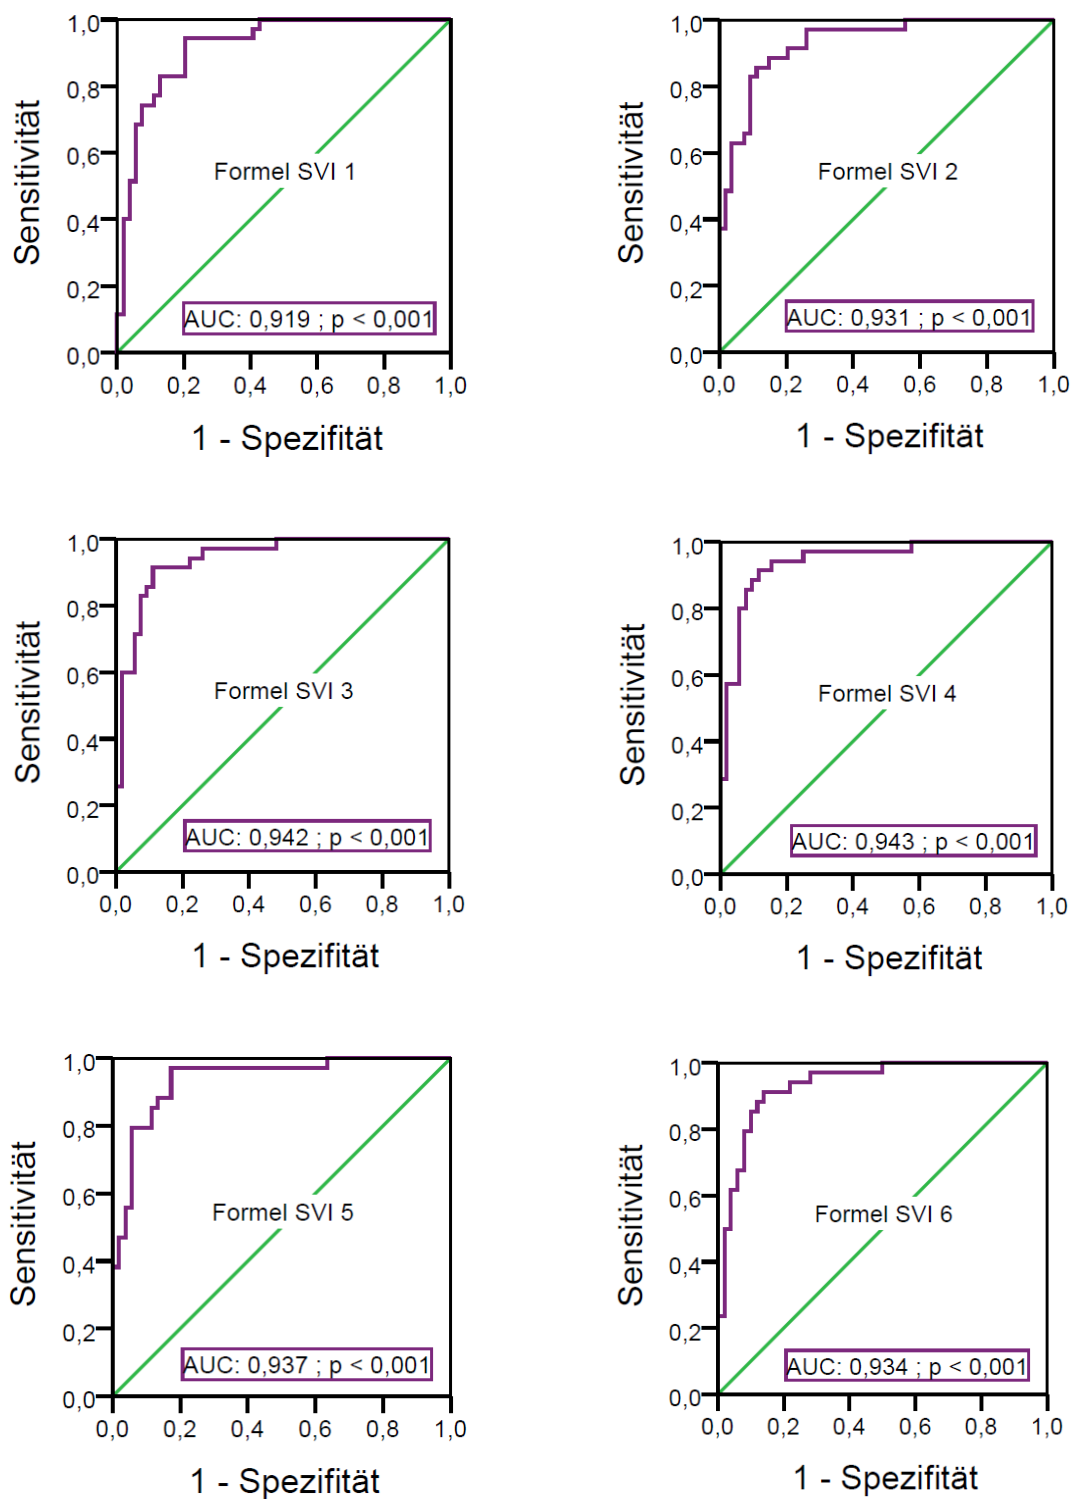 Sensitivität
1,0
0,8
0,6
0,4
0,2
0,0
Formel SVI 1
AUC: 0,919 ; p < 0,001
0,0 0,2 0,4 0,6 0,8 1,0
1 - Spezifität
Sensitivität
1,0
0,8
0,6
0,4
0,2
0,0
Formel SVI 2
AUC: 0,931 ; p < 0,001
0,0 0,2 0,4 0,6 0,8 1,0
1 - Spezifität
Sensitivität
1,0
0,8
0,6
0,4
0,2
0,0
Formel SVI 3
AUC: 0,942 ; p < 0,001
0,0 0,2 0,4 0,6 0,8 1,0
1 - Spezifität
Sensitivität
1,0
0,8
0,6
0,4
0,2
0,0
Formel SVI 4
AUC: 0,943 ; p < 0,001
0,0 0,2 0,4 0,6 0,8 1,0
1 - Spezifität
Sensitivität
1,0
0,8
0,6
0,4
0,2
0,0
Formel SVI 5
AUC: 0,937 ; p < 0,001
0,0 0,2 0,4 0,6 0,8 1,0
1 - Spezifität
Sensitivität
1,0
0,8
0,6
0,4
0,2
0,0
Formel SVI 6
AUC: 0,934 ; p < 0,001
0,0 0,2 0,4 0,6 0,8 1,0
1 - Spezifität